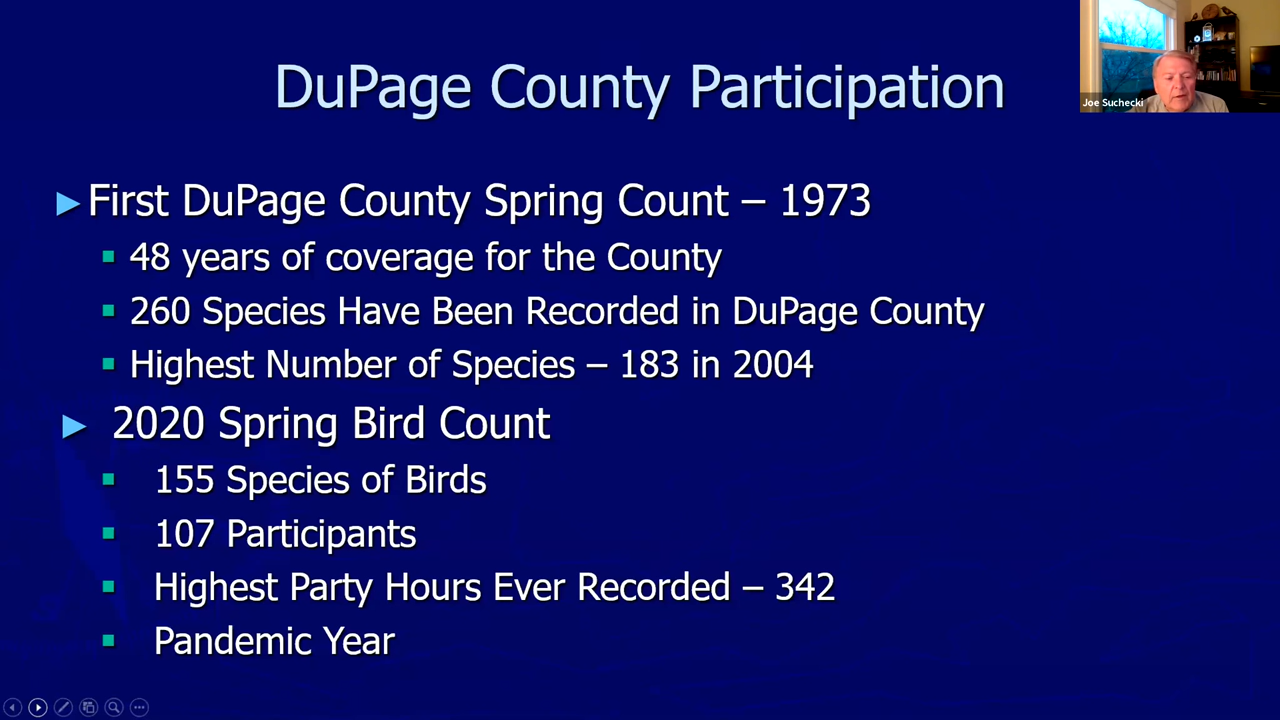 DuPage County Participation
Joe Suchecki
First DuPage County Spring Count – 1973
48 years of coverage for the County
260 Species Have Been Recorded in DuPage County
Highest Number of Species – 183 in 2004
2020 Spring Bird Count
155 Species of Birds
107 Participants
Highest Party Hours Ever Recorded – 342
Pandemic Year